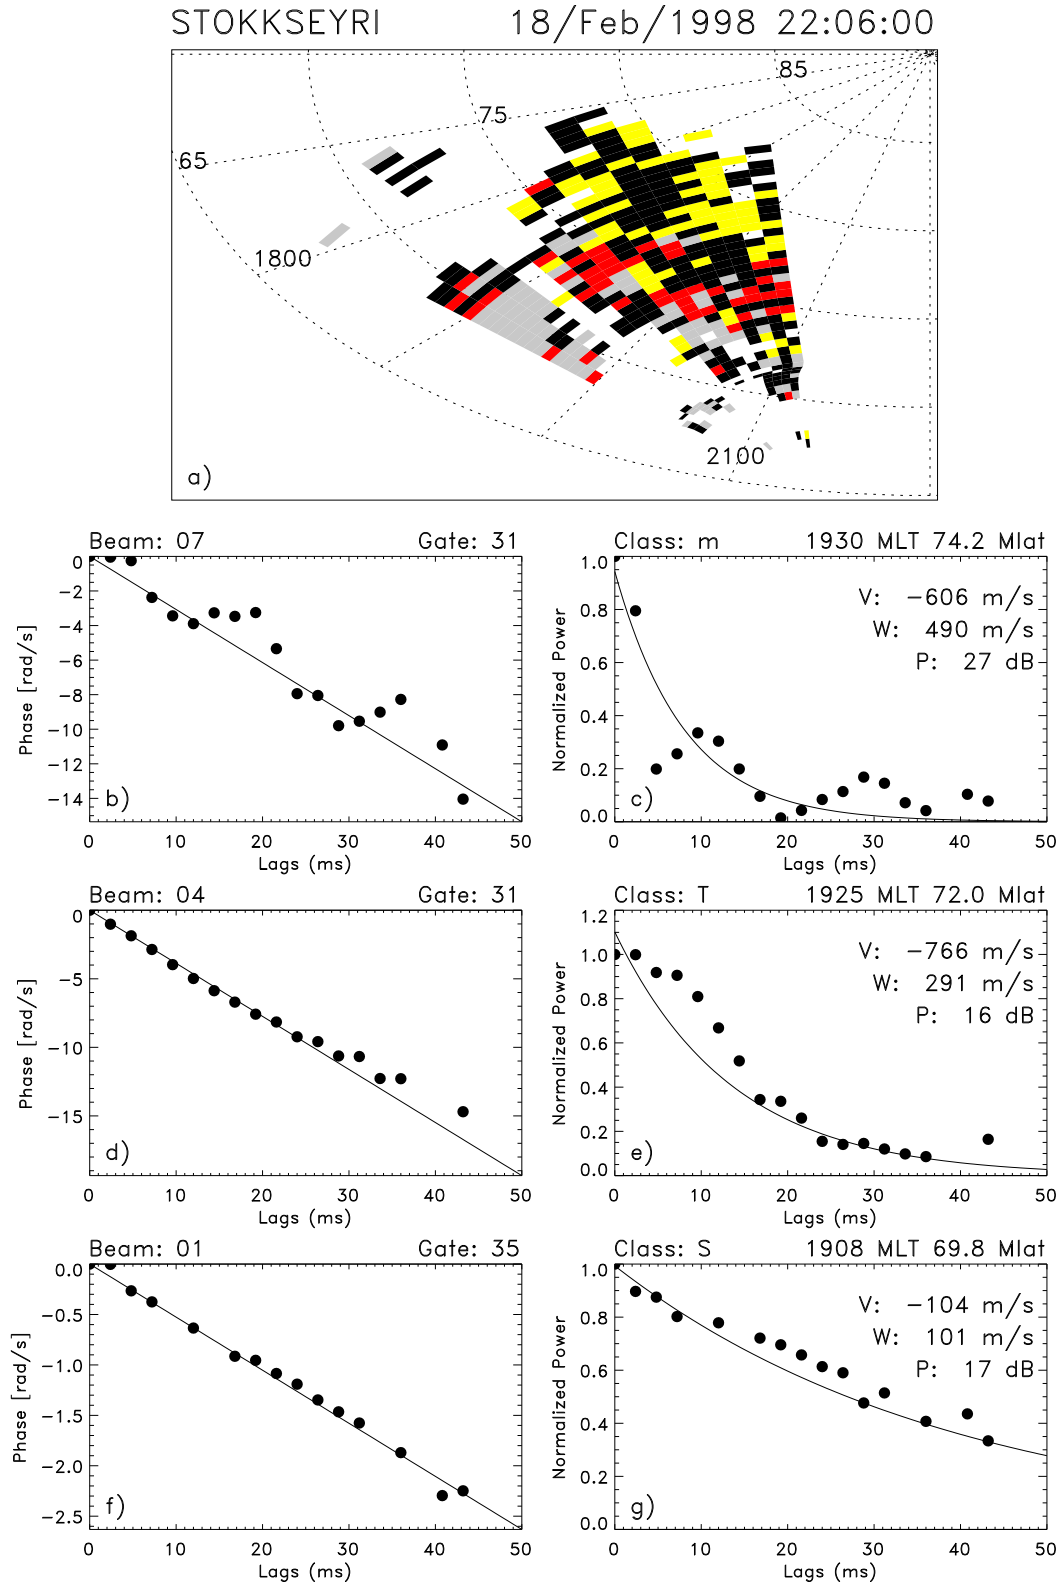 STOKKSEYRI 18/Feb/1998 22:06:00
85
75
65
1800
2100
a)
Beam: 07 Gate: 31
0
−2
−4
−6
−8
−10
−12
−14
Phase [rad/s]
b)
0 10 20 30 40 50
Lags (ms)
Class: m 1930 MLT 74.2 Mlat
1.0
0.8
0.6
0.4
0.2
0.0
Normalized Power
V: −606 m/s
W: 490 m/s
P: 27 dB
c)
0 10 20 30 40 50
Lags (ms)
Beam: 04 Gate: 31
0
−5
−10
−15
Phase [rad/s]
d)
0 10 20 30 40 50
Lags (ms)
Class: T 1925 MLT 72.0 Mlat
1.2
1.0
0.8
0.6
0.4
0.2
0.0
Normalized Power
V: −766 m/s
W: 291 m/s
P: 16 dB
e)
0 10 20 30 40 50
Lags (ms)
Beam: 01 Gate: 35
0.0
−0.5
−1.0
−1.5
−2.0
−2.5
Phase [rad/s]
f)
0 10 20 30 40 50
Lags (ms)
Class: S 1908 MLT 69.8 Mlat
1.0
0.8
0.6
0.4
0.2
0.0
Normalized Power
V: −104 m/s
W: 101 m/s
P: 17 dB
g)
0 10 20 30 40 50
Lags (ms)